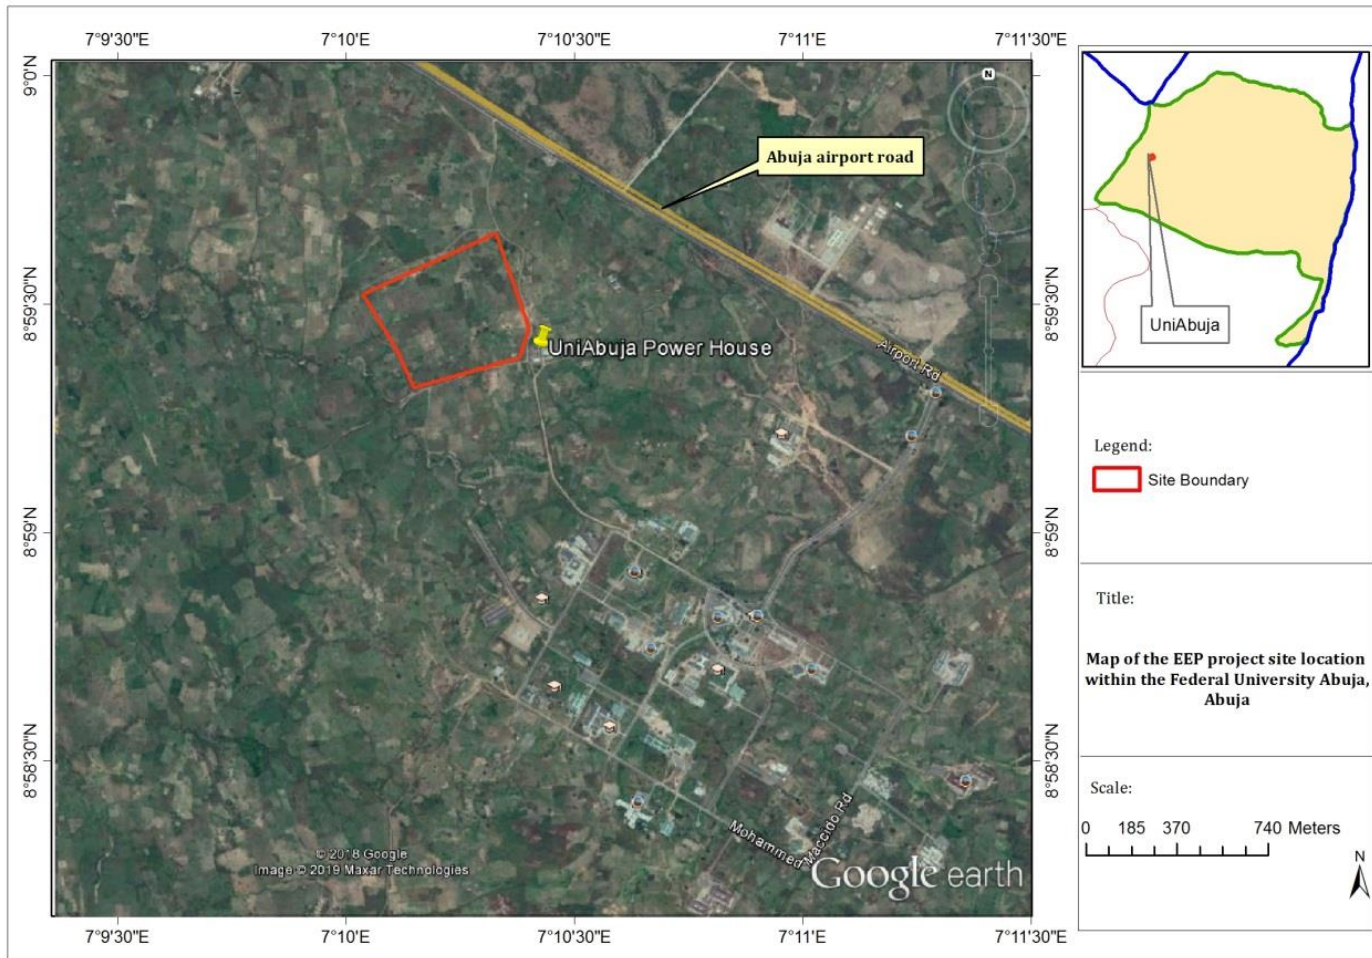 7°9'30"E
7°10'E
7°10'30"E
7°11'E
7°11'30"E
9°0'N
8°59'30"N
8°59'N
8°58'30"N
N
Abuja airport road
UniAbuja Power House
Airport Rd
Mohammed Maccido Rd
© 2018 Google
Image © 2019 Maxar Technologies
Google earth
8°59'30"N
8°59'N
8°58'30"N
7°9'30"E
7°10'E
7°10'30"E
7°11'E
7°11'30"E
UniAbuja
Legend:
Site Boundary
Title:
Map of the EEP project site location
within the Federal University Abuja,
Abuja
Scale:
0 185 370 740 Meters
N